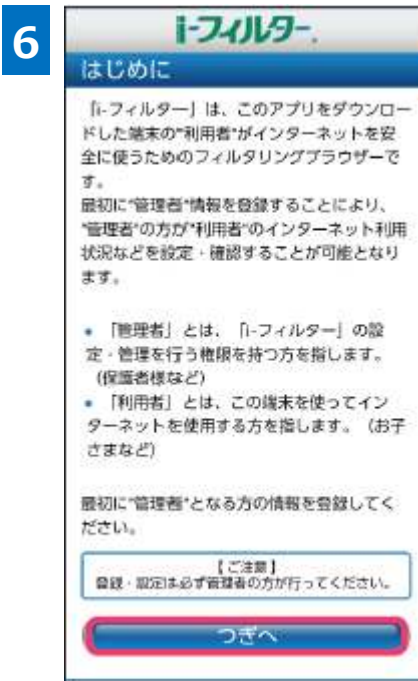 6
i-フィルター.
はじめに
「i-フィルター」は、このアプリをダウンロー
ドした端末の"利用者"がインターネットを安
全に使うためのフィルタリングブラウザーで
す。
最初に"管理者"情報を登録することにより、
"管理者"の方が"利用者"のインターネット利用
状況などを設定・確認することが可能となり
ます。
• 「管理者」とは、「i-フィルター」の設
定・管理を行う権限を持つ方を指します。
（保護者様など）
• 「利用者」とは、この端末を使ってイン
ターネットを使用する方を指します。（お子
さまなど）
最初に"管理者"となる方の情報を登録してく
ださい。
【ご注意】
登録・設定は必ず管理者の方が行ってください。
つぎへ